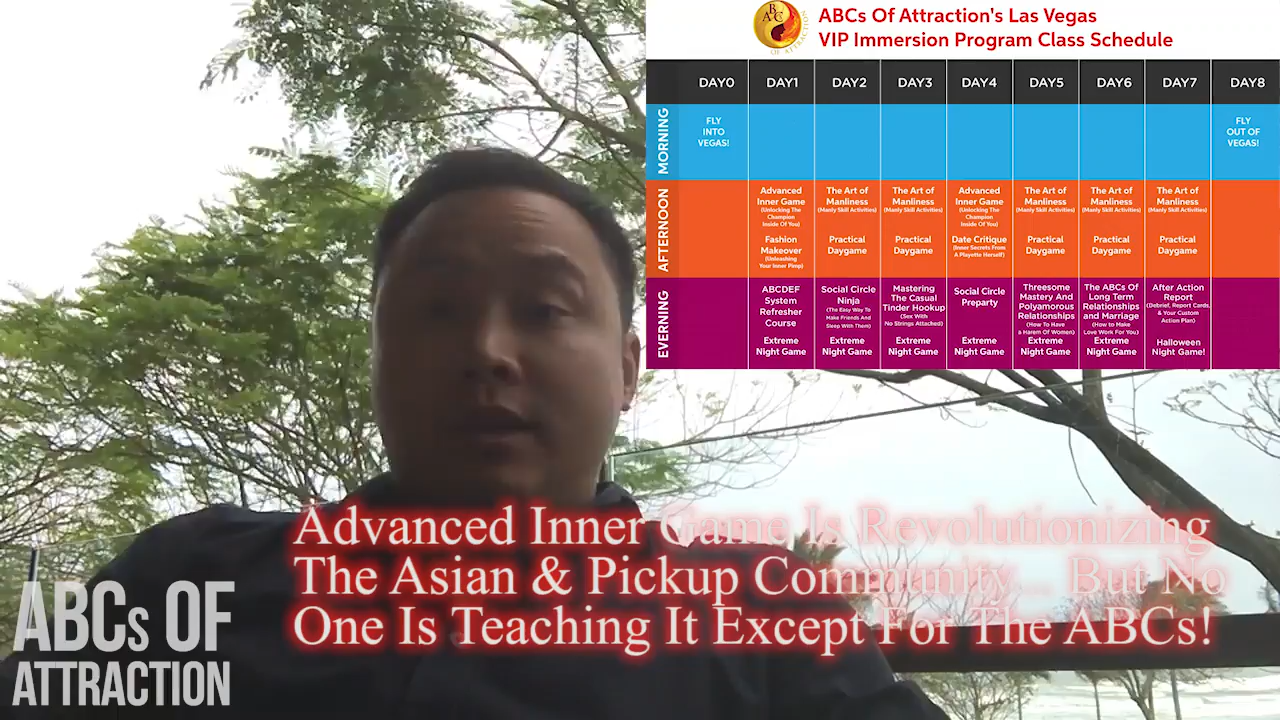 ABCs Of Attraction's Las Vegas
VIP Immersion Program Class Schedule
A B C
OF ATTRACTION
DAY0 DAY1 DAY2 DAY3 DAY4 DAY5 DAY6 DAY7 DAY8
MORNING
FLY
INTO
VEGAS!
FLY
OUT OF
VEGAS!
AFTERNOON
Advanced
Inner Game
(Unlocking The
Champion
Inside Of You)
Fashion
Makeover
(Unleashing
Your Inner Pimp)
The Art of
Manliness
(Manly Skill Activities)
Practical
Daygame
The Art of
Manliness
(Manly Skill Activities)
Practical
Daygame
Advanced
Inner Game
(Unlocking The
Champion
Inside Of You)
Date Critique
(Inner Secrets From
A Playette Herself)
The Art of
Manliness
(Manly Skill Activities)
Practical
Daygame
The Art of
Manliness
(Manly Skill Activities)
Practical
Daygame
The Art of
Manliness
(Manly Skill Activities)
Practical
Daygame
EVERNING
ABCDEF
System
Refresher
Course
Extreme
Night Game
Social Circle
Ninja
(The Easy Way To
Make Friends And
Sleep With Them)
Extreme
Night Game
Mastering
The Casual
Tinder Hookup
(Sex With
No Strings Attached)
Extreme
Night Game
Social Circle
Preparty
Extreme
Night Game
Threesome
Mastery And
Polyamorous
Relationships
(How To Have
a Harem Of Women)
Extreme
Night Game
The ABCs Of
Long Term
Relationships
and Marriage
(How to Make
Love Work For You)
Extreme
Night Game
After Action
Report
(Debrief, Report Cards,
& Your Custom
Action Plan)
Halloween
Night Game!
Advanced Inner Game Is Revolutionizing
The Asian & Pickup Community... But No
One Is Teaching It Except For The ABCs!
ABCs OF
ATTRACTION